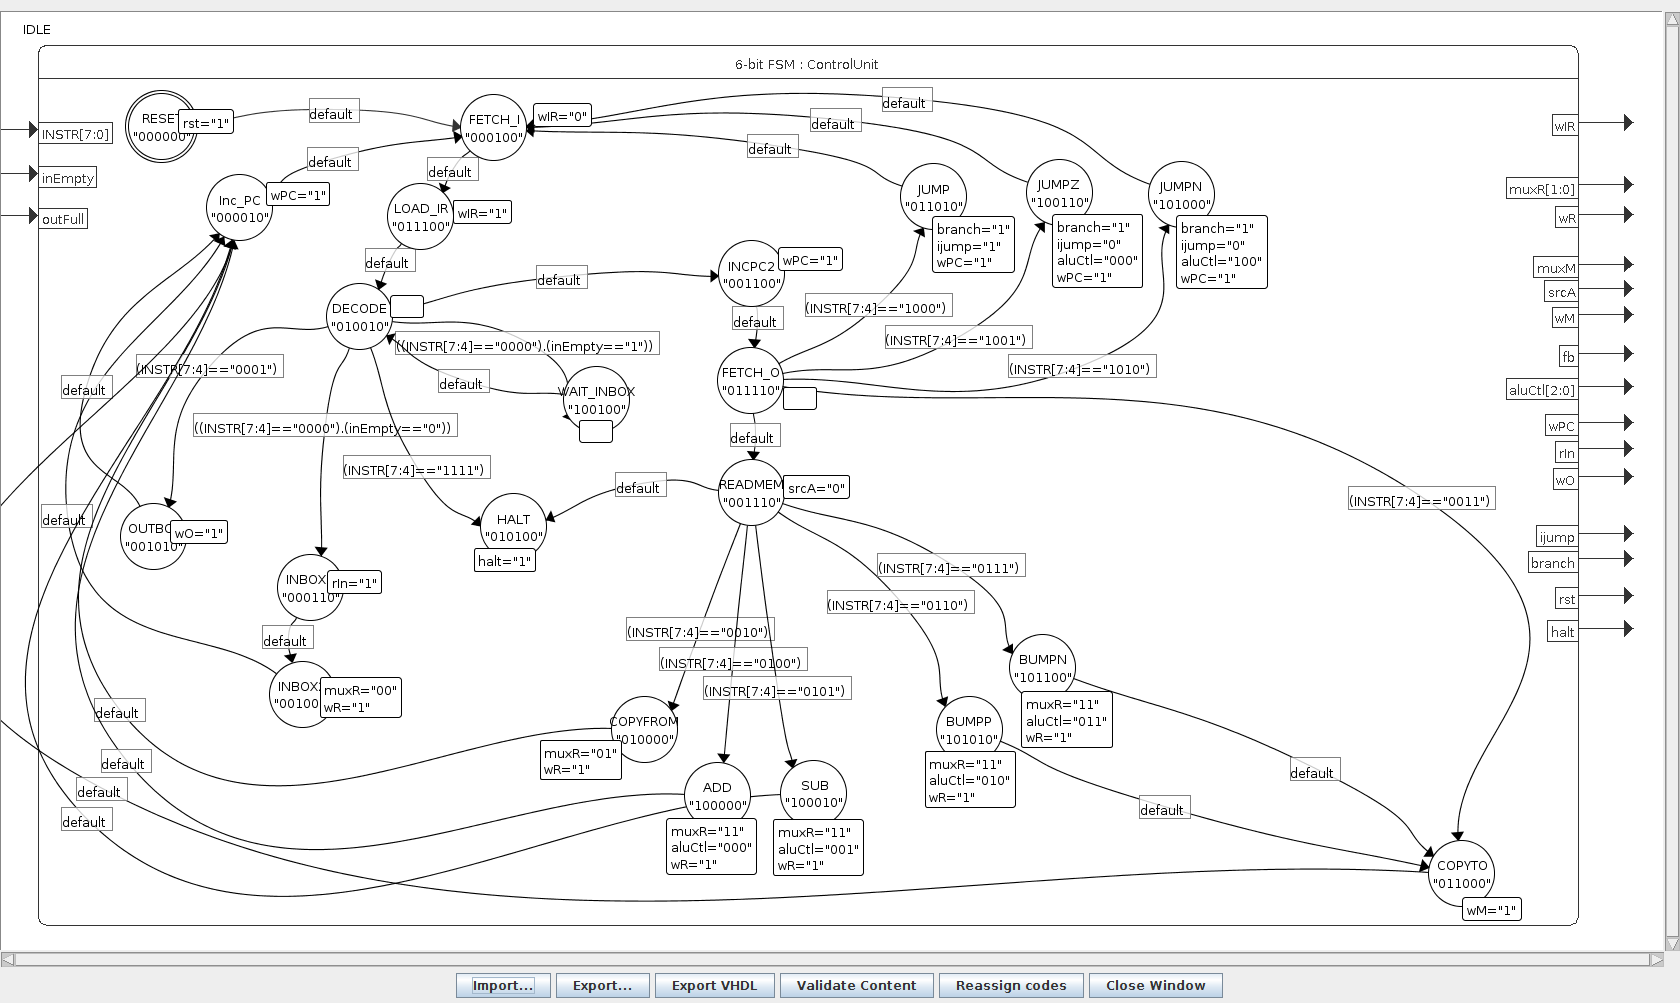 IDLE
6-bit FSM : ControlUnit
INSTR[7:0]
inEmpty
outFull
RESET
"000000"
rst="1"
default
FETCH_I
"000100"
wIR="0"
default
default
default
default
default
Inc_PC
"000010"
wPC="1"
LOAD_IR
"011100"
wIR="1"
default
JUMP
"011010"
branch="1"
ijump="1"
wPC="1"
JUMPZ
"100110"
branch="1"
ijump="0"
aluCtl="000"
wPC="1"
JUMPN
"101000"
branch="1"
ijump="0"
aluCtl="100"
wPC="1"
default
INCPC2
"001100"
wPC="1"
default
DECODE
"010010"
(INSTR[7:4]=="1000")
(INSTR[7:4]=="1001")
(INSTR[7:4]=="1010")
((INSTR[7:4]=="0000").(inEmpty=="1"))
default
WAIT_INBOX
"100100"
FETCH_O
"011110"
(INSTR[7:4]=="0001")
default
((INSTR[7:4]=="0000").(inEmpty=="0"))
(INSTR[7:4]=="1111")
default
READMEM
"001110"
srcA="0"
default
(INSTR[7:4]=="0011")
default
"001010"
wO="1"
HALT
"010100"
halt="1"
INBOX
"000110"
rIn="1"
default
INBOX
muxR="00"
wR="1"
(INSTR[7:4]=="0111")
(INSTR[7:4]=="0110")
(INSTR[7:4]=="0010")
(INSTR[7:4]=="0100")
(INSTR[7:4]=="0101")
BUMPN
"101100"
muxR="11"
aluCtl="011"
wR="1"
COPYFROM
"010000"
muxR="01"
wR="1"
BUMPP
"101010"
muxR="11"
aluCtl="010"
wR="1"
ADD
"100000"
muxR="11"
aluCtl="000"
wR="1"
SUB
"100010"
muxR="11"
aluCtl="001"
wR="1"
default
default
default
default
default
default
COPYTO
"011000"
wM="1"
wIR
muxR[1:0]
wR
muxM
srcA
wM
fb
aluCtl[2:0]
wPC
rIn
wO
ijump
branch
rst
halt
Import...
Export...
Export VHDL
Validate Content
Reassign codes
Close Window